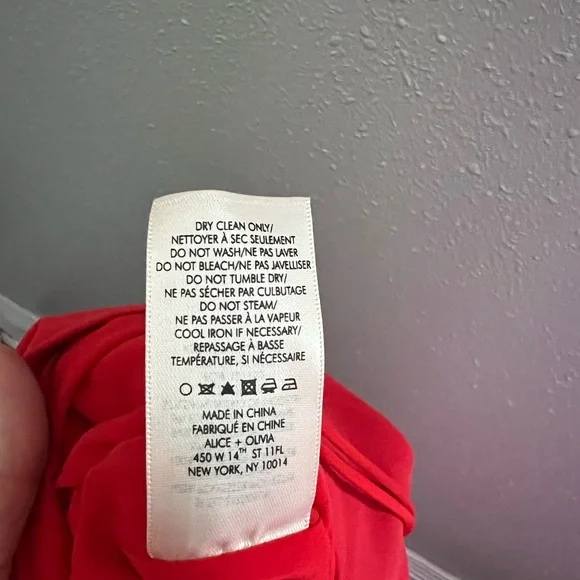 DRY CLEAN ONLY/
NETTOYER À SEC SEULEMENT
DO NOT WASH/NE PAS LAVER
DO NOT BLEACH/NE PAS JAVELLISER
DO NOT TUMBLE DRY/
NE PAS SÉCHER PAR CULBUTAGE
DO NOT STEAM/
NE PAS PASSER À LA VAPEUR
COOL IRON IF NECESSARY/
REPASSAGE À BASSE
TEMPÉRATURE, SI NÉCESSAIRE
MADE IN CHINA
FABRIQUÉ EN CHINE
ALICE + OLIVIA
450 W 14TH ST 11FL
NEW YORK, NY 10014